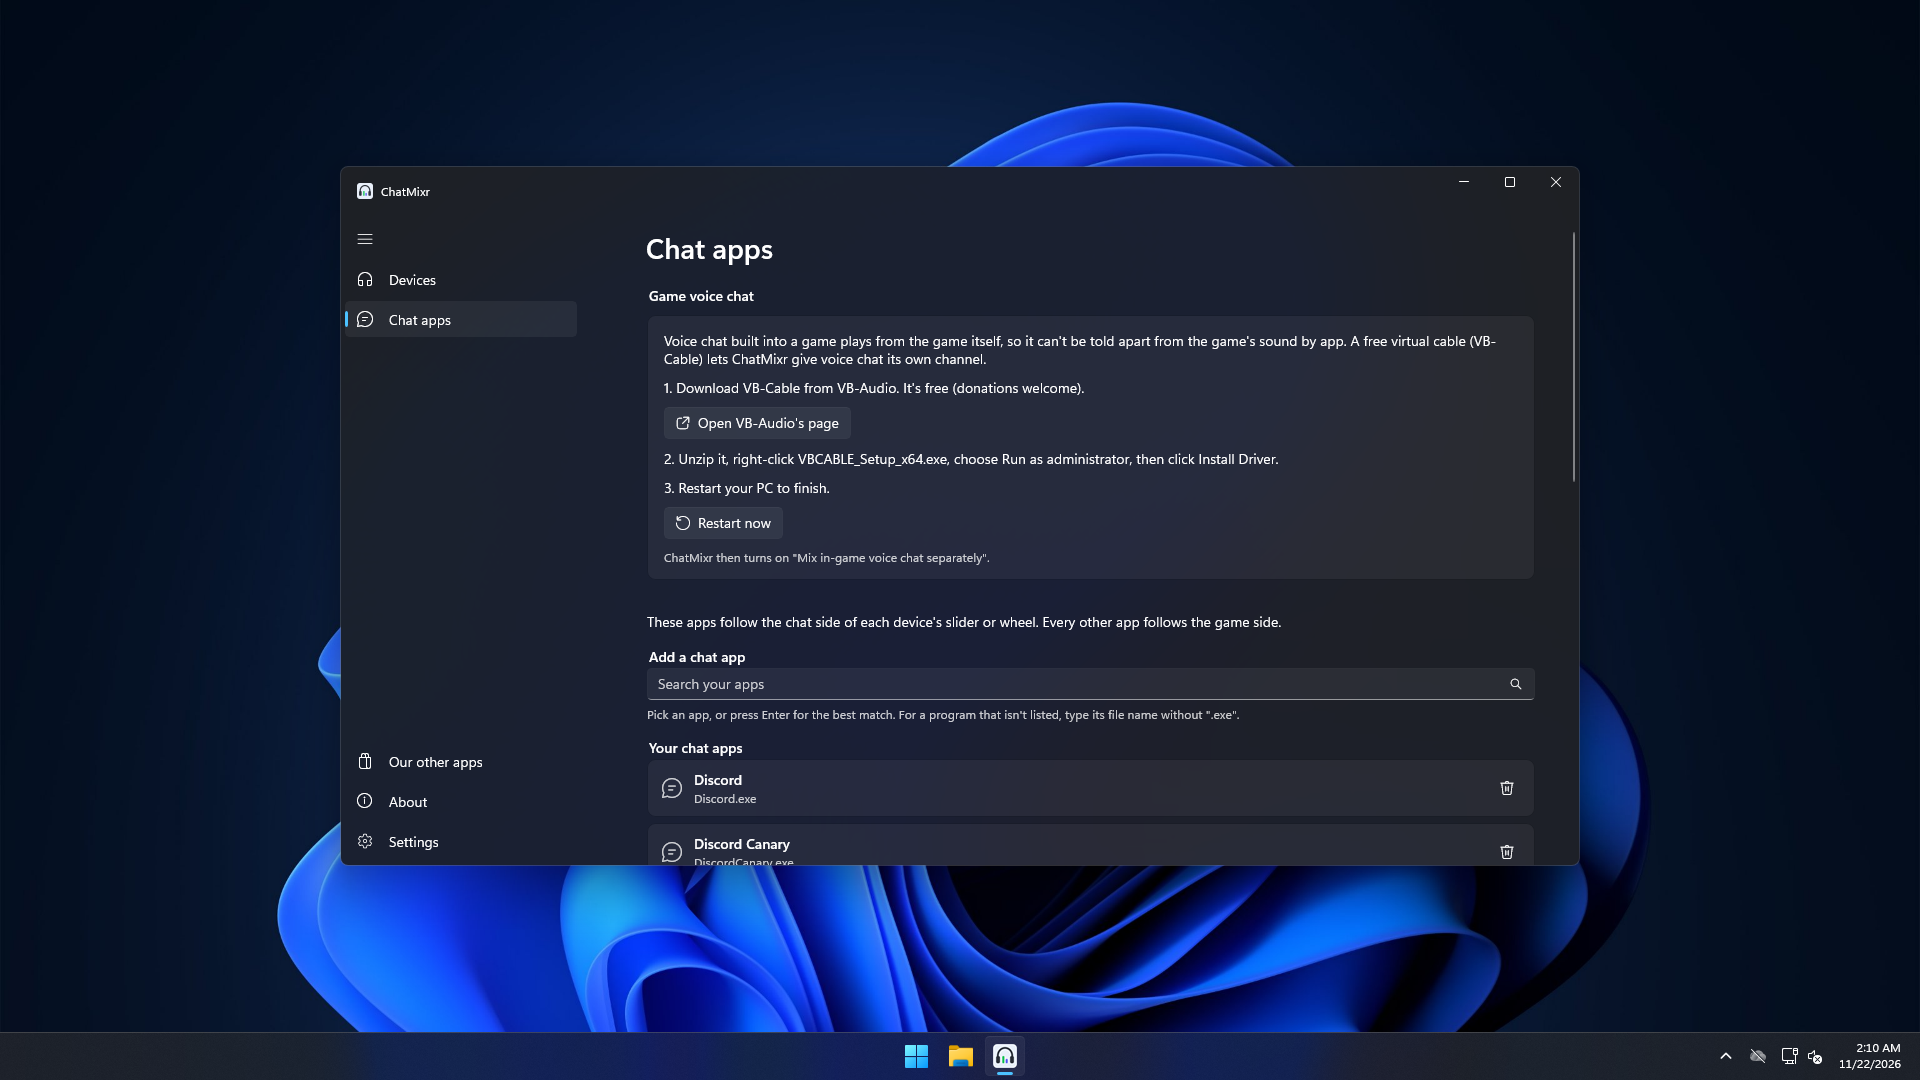 ChatMixr
Devices
Chat apps
Our other apps
About
Settings
Chat apps
Game voice chat
Voice chat built into a game plays from the game itself, so it can't be told apart from the game's sound by app. A free virtual cable (VB-
Cable) lets ChatMixr give voice chat its own channel.
1. Download VB-Cable from VB-Audio. It's free (donations welcome).
Open VB-Audio's page
2. Unzip it, right-click VBCABLE_Setup_x64.exe, choose Run as administrator, then click Install Driver.
3. Restart your PC to finish.
Restart now
ChatMixr then turns on "Mix in-game voice chat separately".
These apps follow the chat side of each device's slider or wheel. Every other app follows the game side.
Add a chat app
Search your apps
Pick an app, or press Enter for the best match. For a program that isn't listed, type its file name without ".exe".
Your chat apps
Discord
Discord.exe
Discord Canary
DiscordCanary.exe
2:10 AM
11/22/2026